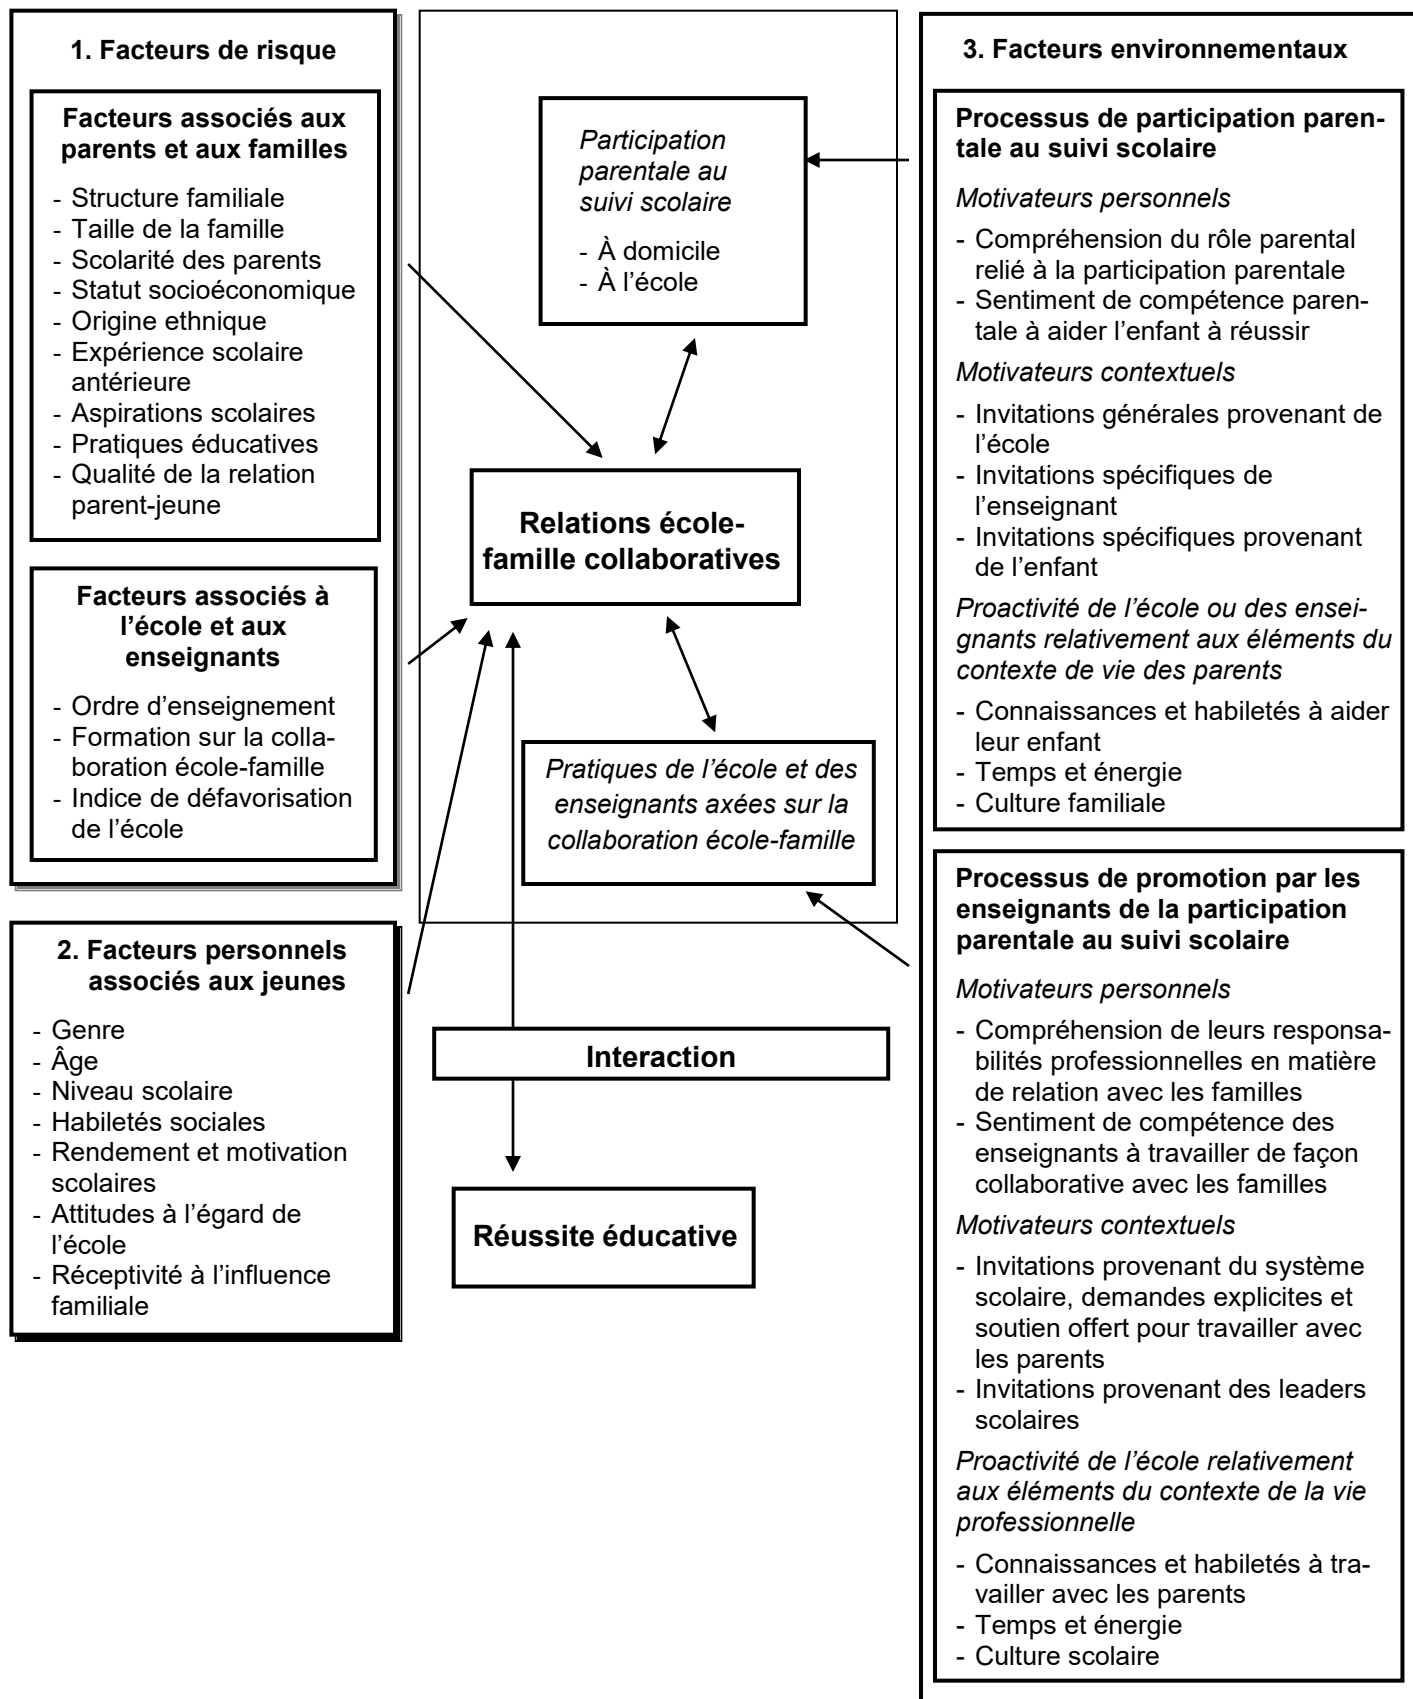 1. Facteurs de risque
Facteurs associés aux
parents et aux familles
- Structure familiale
- Taille de la famille
- Scolarité des parents
- Statut socioéconomique
- Origine ethnique
- Expérience scolaire
antérieure
- Aspirations scolaires
- Pratiques éducatives
- Qualité de la relation
parent-jeune
Facteurs associés à
l’école et aux
enseignants
- Ordre d’enseignement
- Formation sur la colla-
boration école-famille
- Indice de défavorisation
de l’école
2. Facteurs personnels
associés aux jeunes
- Genre
- Âge
- Niveau scolaire
- Habiletés sociales
- Rendement et motivation
scolaires
- Attitudes à l’égard de
l’école
- Réceptivité à l’influence
familiale
Participation
parentale au
suivi scolaire
- À domicile
- À l’école
Relations école-
famille collaboratives
Pratiques de l’école et des
enseignants axées sur la
collaboration école-famille
Interaction
Réussite éducative
3. Facteurs environnementaux
Processus de participation paren-
tale au suivi scolaire
Motivateurs personnels
- Compréhension du rôle parental
relié à la participation parentale
- Sentiment de compétence paren-
tale à aider l’enfant à réussir
Motivateurs contextuels
- Invitations générales provenant de
l’école
- Invitations spécifiques de
l’enseignant
- Invitations spécifiques provenant
de l’enfant
Proactivité de l’école ou des ensei-
gnants relativement aux éléments du
contexte de vie des parents
- Connaissances et habiletés à aider
leur enfant
- Temps et énergie
- Culture familiale
Processus de promotion par les
enseignants de la participation
parentale au suivi scolaire
Motivateurs personnels
- Compréhension de leurs responsa-
bilités professionnelles en matière
de relation avec les familles
- Sentiment de compétence des
enseignants à travailler de façon
collaborative avec les familles
Motivateurs contextuels
- Invitations provenant du système
scolaire, demandes explicites et
soutien offert pour travailler avec
les parents
- Invitations provenant des leaders
scolaires
Proactivité de l’école relativement
aux éléments du contexte de la vie
professionnelle
- Connaissances et habiletés à tra-
vailler avec les parents
- Temps et énergie
- Culture scolaire